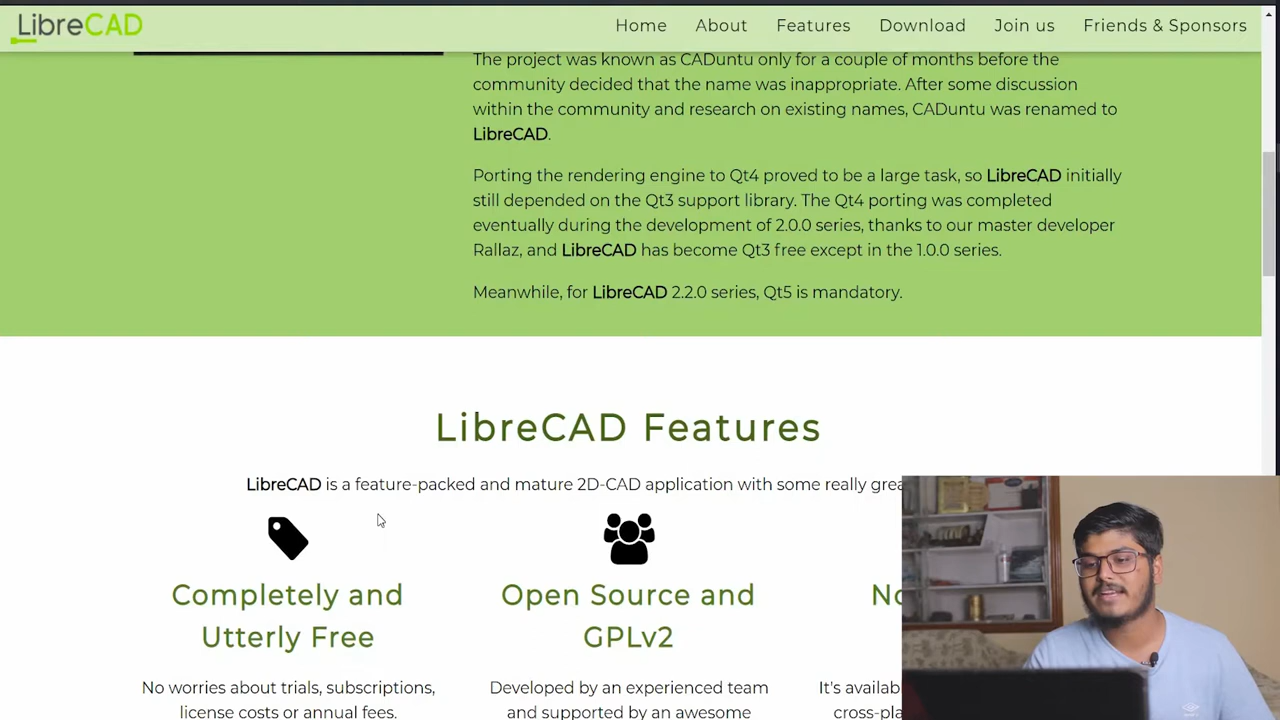 LibreCAD
Home About Features Download Join us Friends & Sponsors
The project was known as CADuntu only for a couple of months before the
community decided that the name was inappropriate. After some discussion
within the community and research on existing names, CADuntu was renamed to
LibreCAD.
Porting the rendering engine to Qt4 proved to be a large task, so LibreCAD initially
still depended on the Qt3 support library. The Qt4 porting was completed
eventually during the development of 2.0.0 series, thanks to our master developer
Rallaz, and LibreCAD has become Qt3 free except in the 1.0.0 series.
Meanwhile, for LibreCAD 2.2.0 series, Qt5 is mandatory.
LibreCAD Features
LibreCAD is a feature-packed and mature 2D-CAD application with some really
Completely and
Utterly Free
No worries about trials, subscriptions,
license costs or annual fees.
Open Source and
GPLv2
Developed by an experienced team
and supported by an awesome
It's